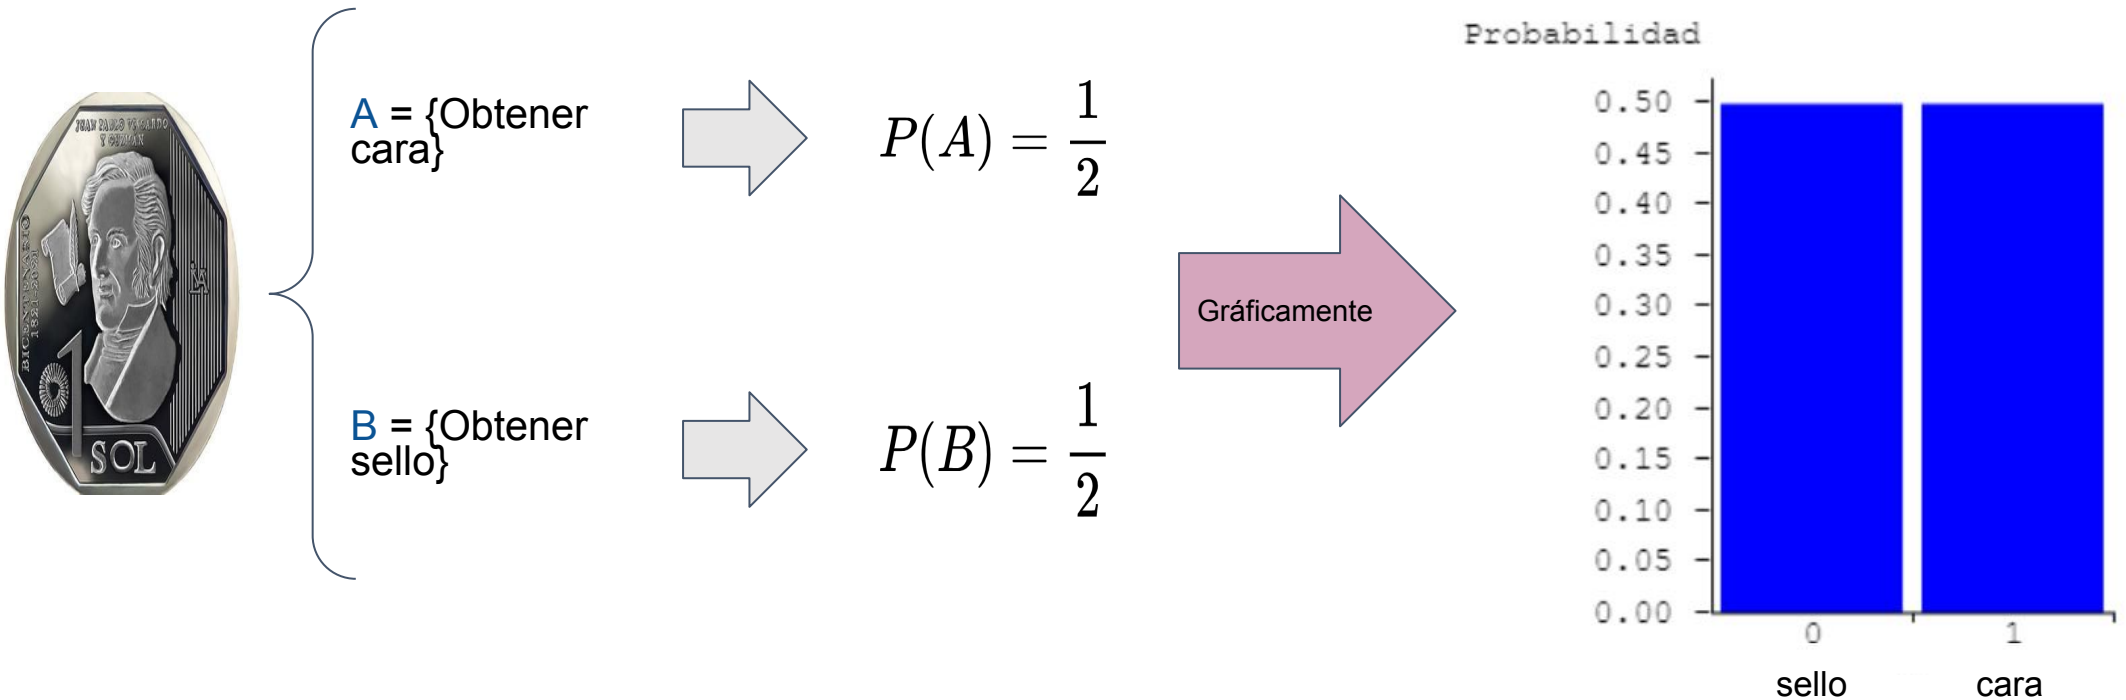 JUAN PABLO VIZCARDO
Y GUZMÁN
BICENTENARIO
1821-2021
1
SOL
A = {Obtener
cara}
P(A) = 1/2
B = {Obtener
sello}
P(B) = 1/2
Gráficamente
Probabilidad
0.50
0.45
0.40
0.35
0.30
0.25
0.20
0.15
0.10
0.05
0.00
0 1
sello cara